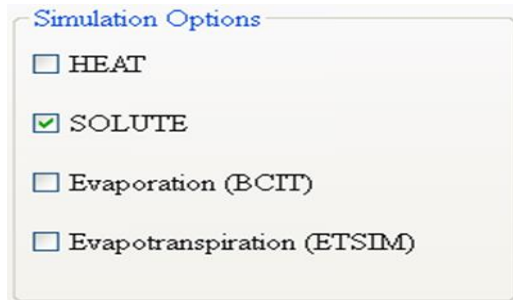 Simulation Options
HEAT
SOLUTE
Evaporation (BCIT)
Evapotranspiration (ETSIM)